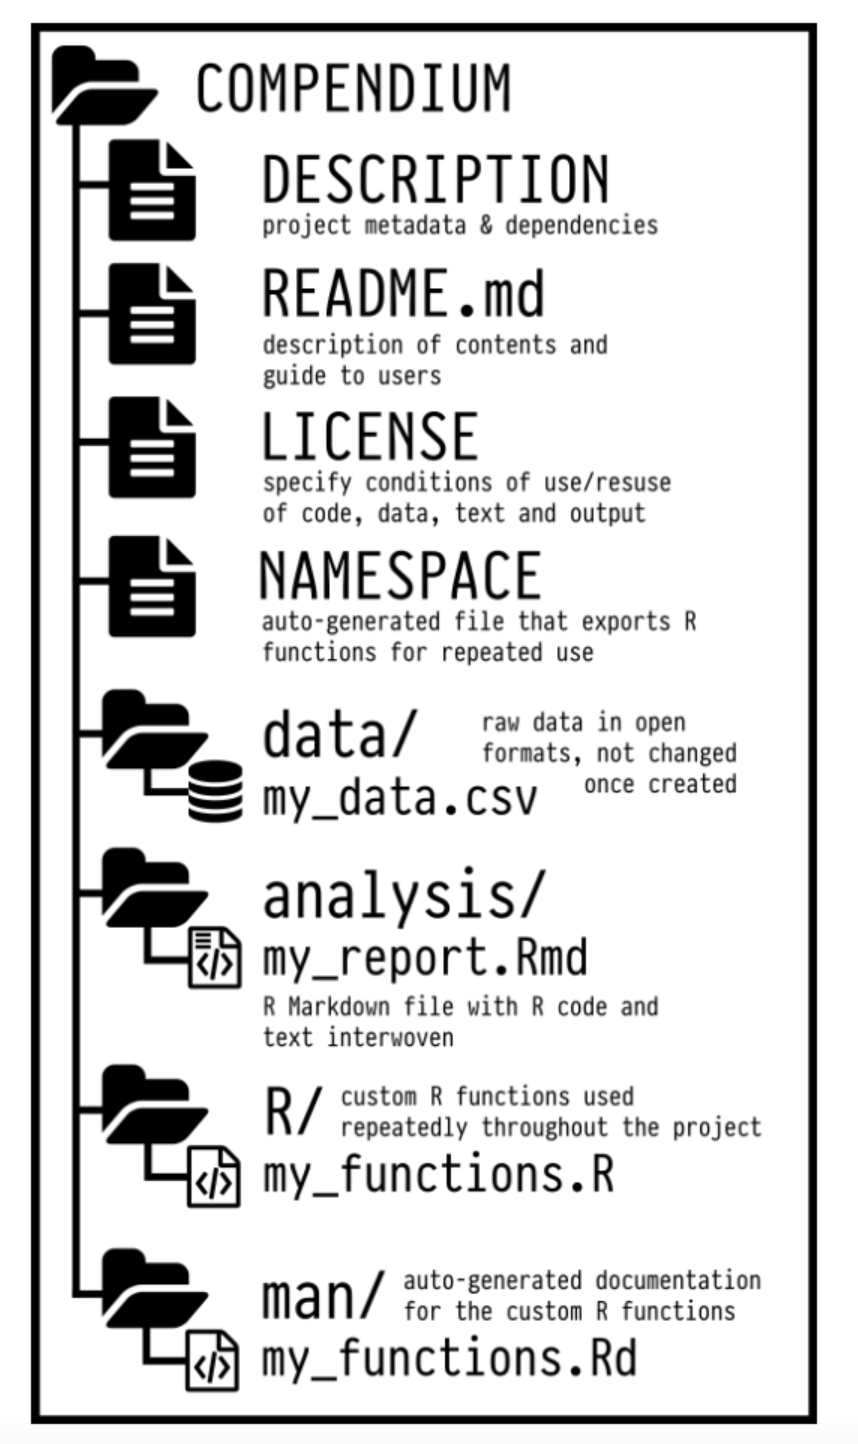 COMPENDIUM
DESCRIPTION
project metadata & dependencies
README.md
description of contents and
guide to users
LICENSE
specify conditions of use/resuse
of code, data, text and output
NAMESPACE
auto-generated file that exports R
functions for repeated use
data/
raw data in open
formats, not changed
once created
my_data.csv
analysis/
my_report.Rmd
R Markdown file with R code and
text interwoven
R/
custom R functions used
repeatedly throughout the project
my_functions.R
man/
auto-generated documentation
for the custom R functions
my_functions.Rd